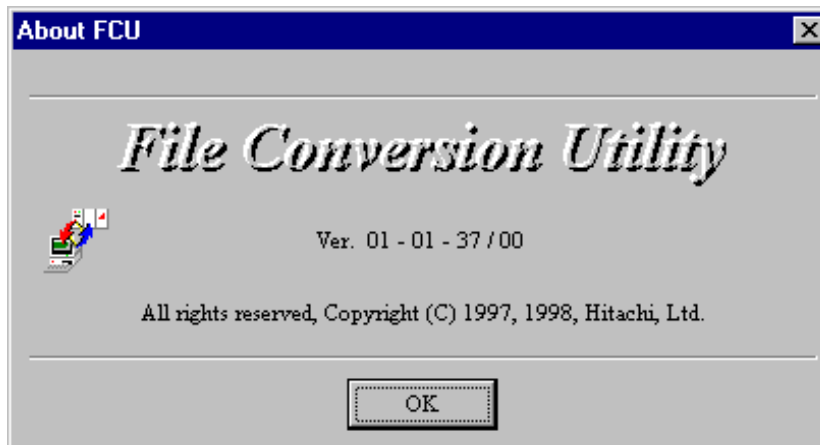 About FCU
File Conversion Utility
Ver. 01 - 01 - 37 / 00
All rights reserved, Copyright (C) 1997, 1998, Hitachi, Ltd.
OK